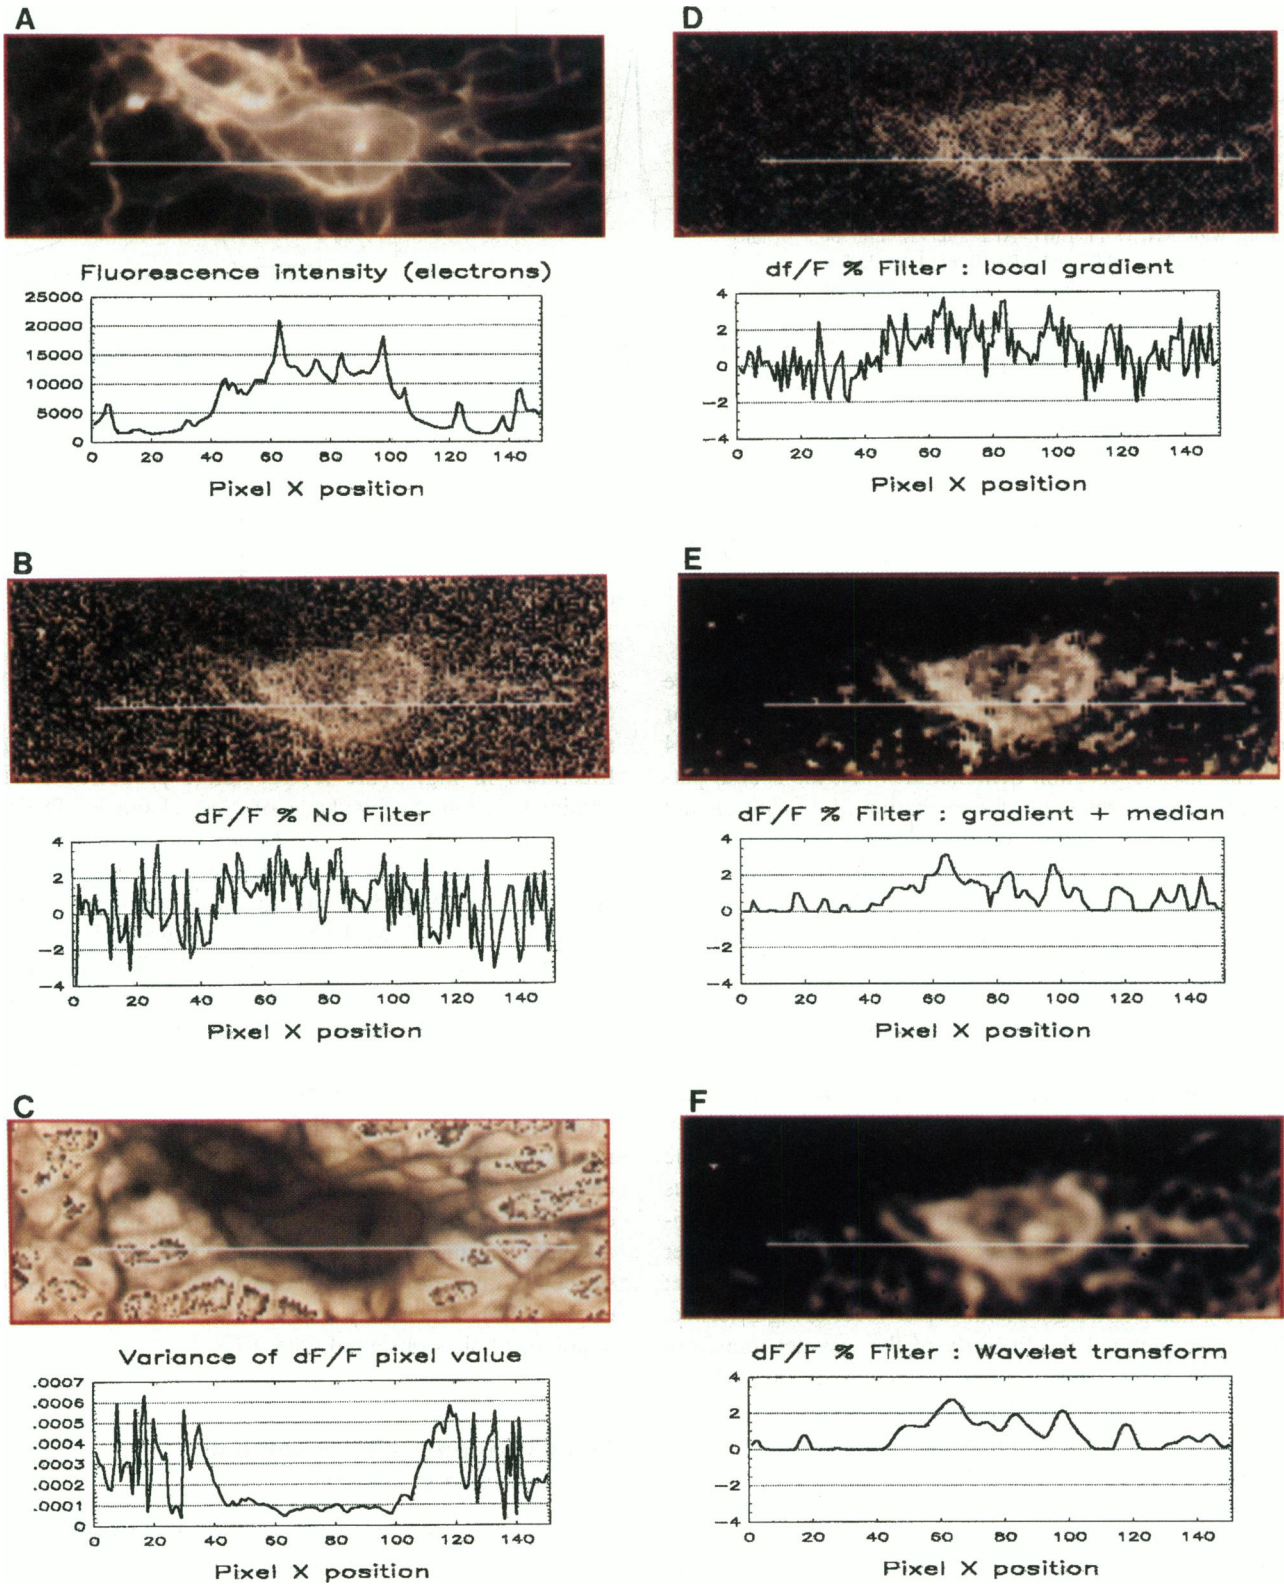 A
Fluorescence intensity (electrons)
25000
20000
15000
10000
5000
0
0 20 40 60 80 100 120 140
Pixel X position
B
dF/F % No Filter
4
2
0
−2
−4
0 20 40 60 80 100 120 140
Pixel X position
C
Variance of dF/F pixel value
.0007
.0006
.0005
.0004
.0003
.0002
.0001
0
0 20 40 60 80 100 120 140
Pixel X position
D
df/F % Filter : local gradient
4
2
0
−2
−4
0 20 40 60 80 100 120 140
Pixel X position
E
dF/F % Filter : gradient + median
4
2
0
−2
−4
0 20 40 60 80 100 120 140
Pixel X position
F
dF/F % Filter : Wavelet transform
4
2
0
−2
−4
0 20 40 60 80 100 120 140
Pixel X position